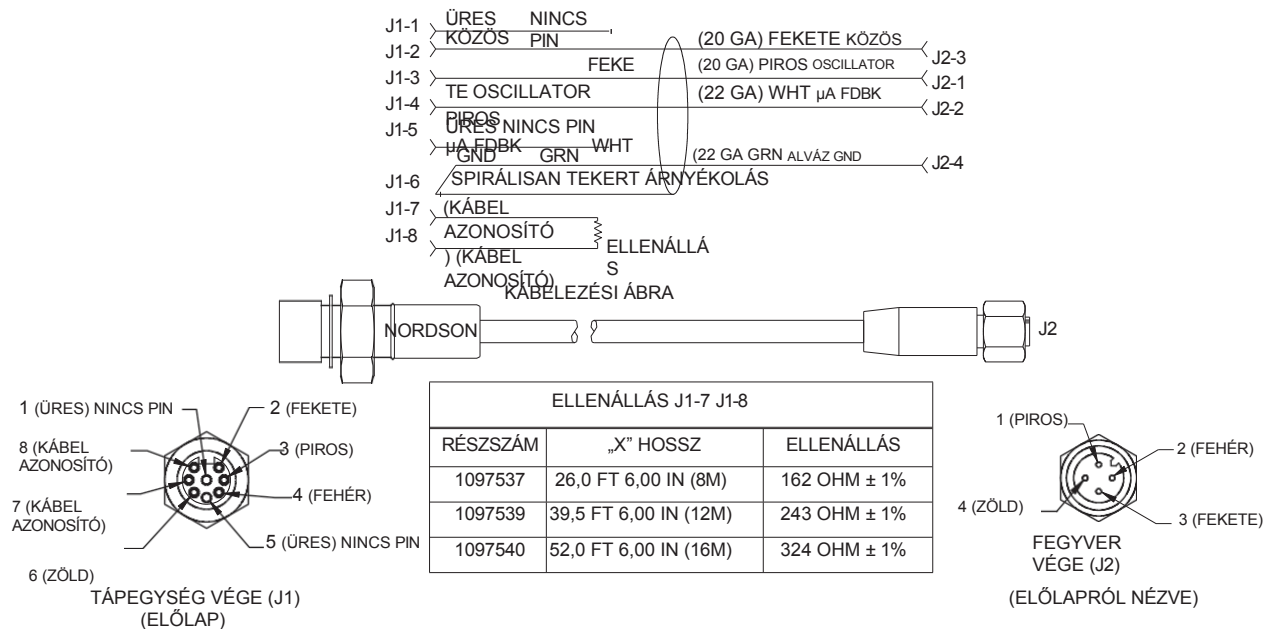 J1-1 ÜRES NINCS
KÖZÖS PIN
J1-2 (20 GA) FEKETE KÖZÖS J2-3
FEKE
J1-3 (20 GA) PIROS OSCILLATOR J2-1
TE OSCILLATOR
J1-4 (22 GA) WHT µA FDBK J2-2
PIROS
J1-5 ÜRES NINCS PIN
µA FDBK WHT
GND GRN (22 GA GRN ALVÁZ GND J2-4
J1-6 SPIRÁLISAN TEKERT ÁRNYÉKOLÁS
J1-7 (KÁBEL
AZONOSÍTÓ
J1-8 ) (KÁBEL
AZONOSÍTÓ)
ELLENÁLLÁ
S
KÁBELEZÉSI ÁBRA
NORDSON
J2
1 (ÜRES) NINCS PIN
2 (FEKETE)
8 (KÁBEL
AZONOSÍTÓ)
3 (PIROS)
4 (FEHÉR)
7 (KÁBEL
AZONOSÍTÓ)
5 (ÜRES) NINCS PIN
6 (ZÖLD)
TÁPEGYSÉG VÉGE (J1)
(ELŐLAP)
ELLENÁLLÁS J1-7 J1-8
RÉSZSZÁM „X” HOSSZ ELLENÁLLÁS
1097537 26,0 FT 6,00 IN (8M) 162 OHM ± 1%
1097539 39,5 FT 6,00 IN (12M) 243 OHM ± 1%
1097540 52,0 FT 6,00 IN (16M) 324 OHM ± 1%
1 (PIROS)
2 (FEHÉR)
4 (ZÖLD)
3 (FEKETE)
FEGYVER
VÉGE (J2)
(ELŐLAPRÓL NÉZVE)